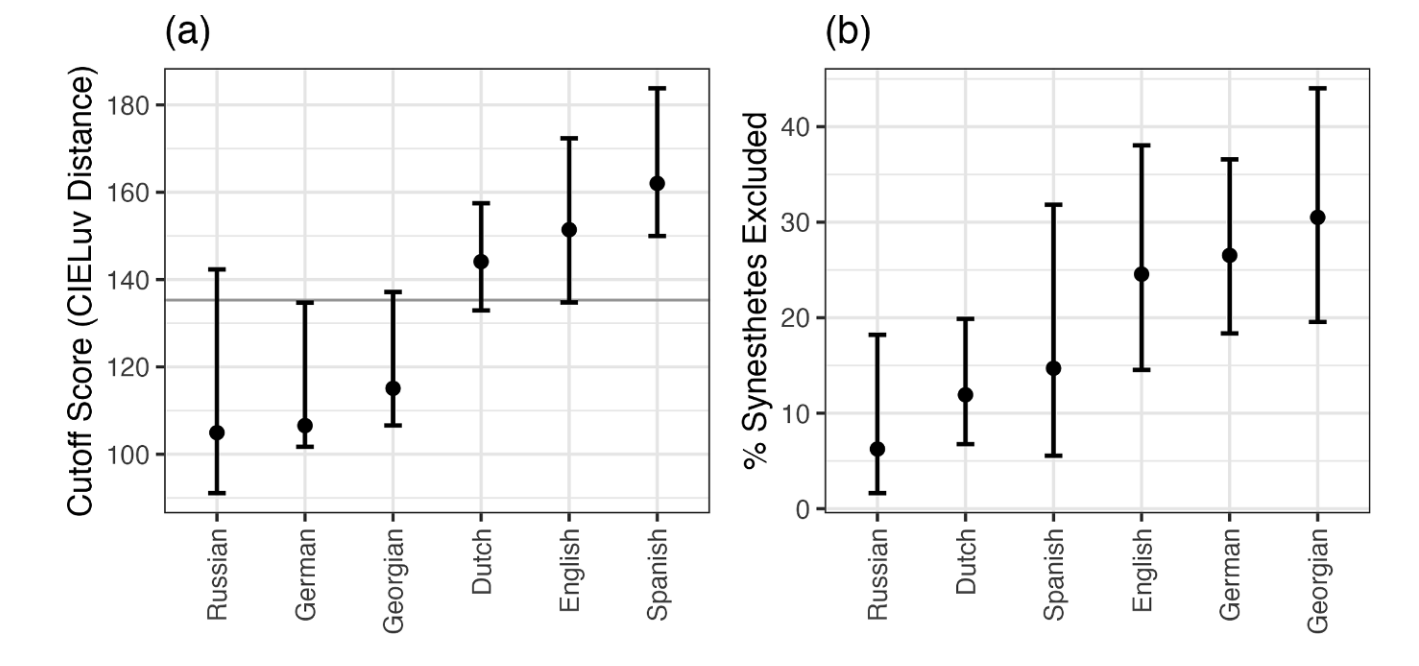 (a)
Cutoff Score (CIELuv Distance)
180
160
140
120
100
Russian
German
Georgian
Dutch
English
Spanish
(b)
% Synesthetes Excluded
40
30
20
10
0
Russian
Dutch
Spanish
English
German
Georgian